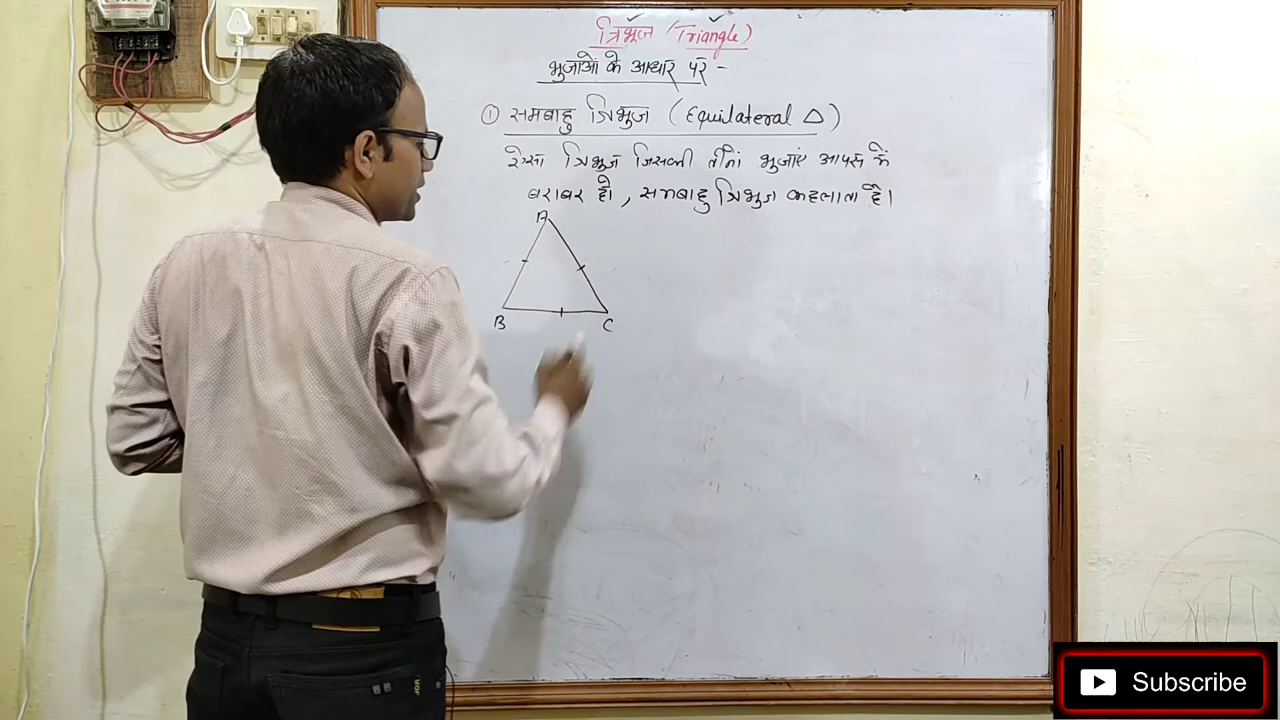 त्रिभुज (Triangle)
भुजाओं के आधार पर -
① समबाहु त्रिभुज (Equilateral △)
ऐसा त्रिभुज जिसकी तीनों भुजाएं आपस में
बराबर हो, समबाहु त्रिभुज कहलाता है।
A
B C
Subscribe